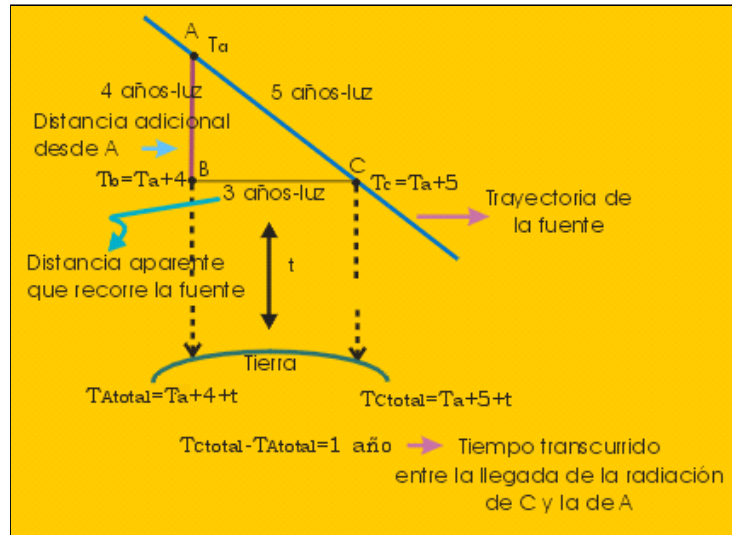 A
Ta
4 años-luz
5 años-luz
Distancia adicional
desde A
B
C
Tb=Ta+4
Tc=Ta+5
3 años-luz
Trayectoria de
la fuente
Distancia aparente
que recorre la fuente
t
Tierra
TAtotal=Ta+4+t
TCtotal=Ta+5+t
TCtotal-TAtotal=1 año
Tiempo transcurrido
entre la llegada de la radiación
de C y la de A